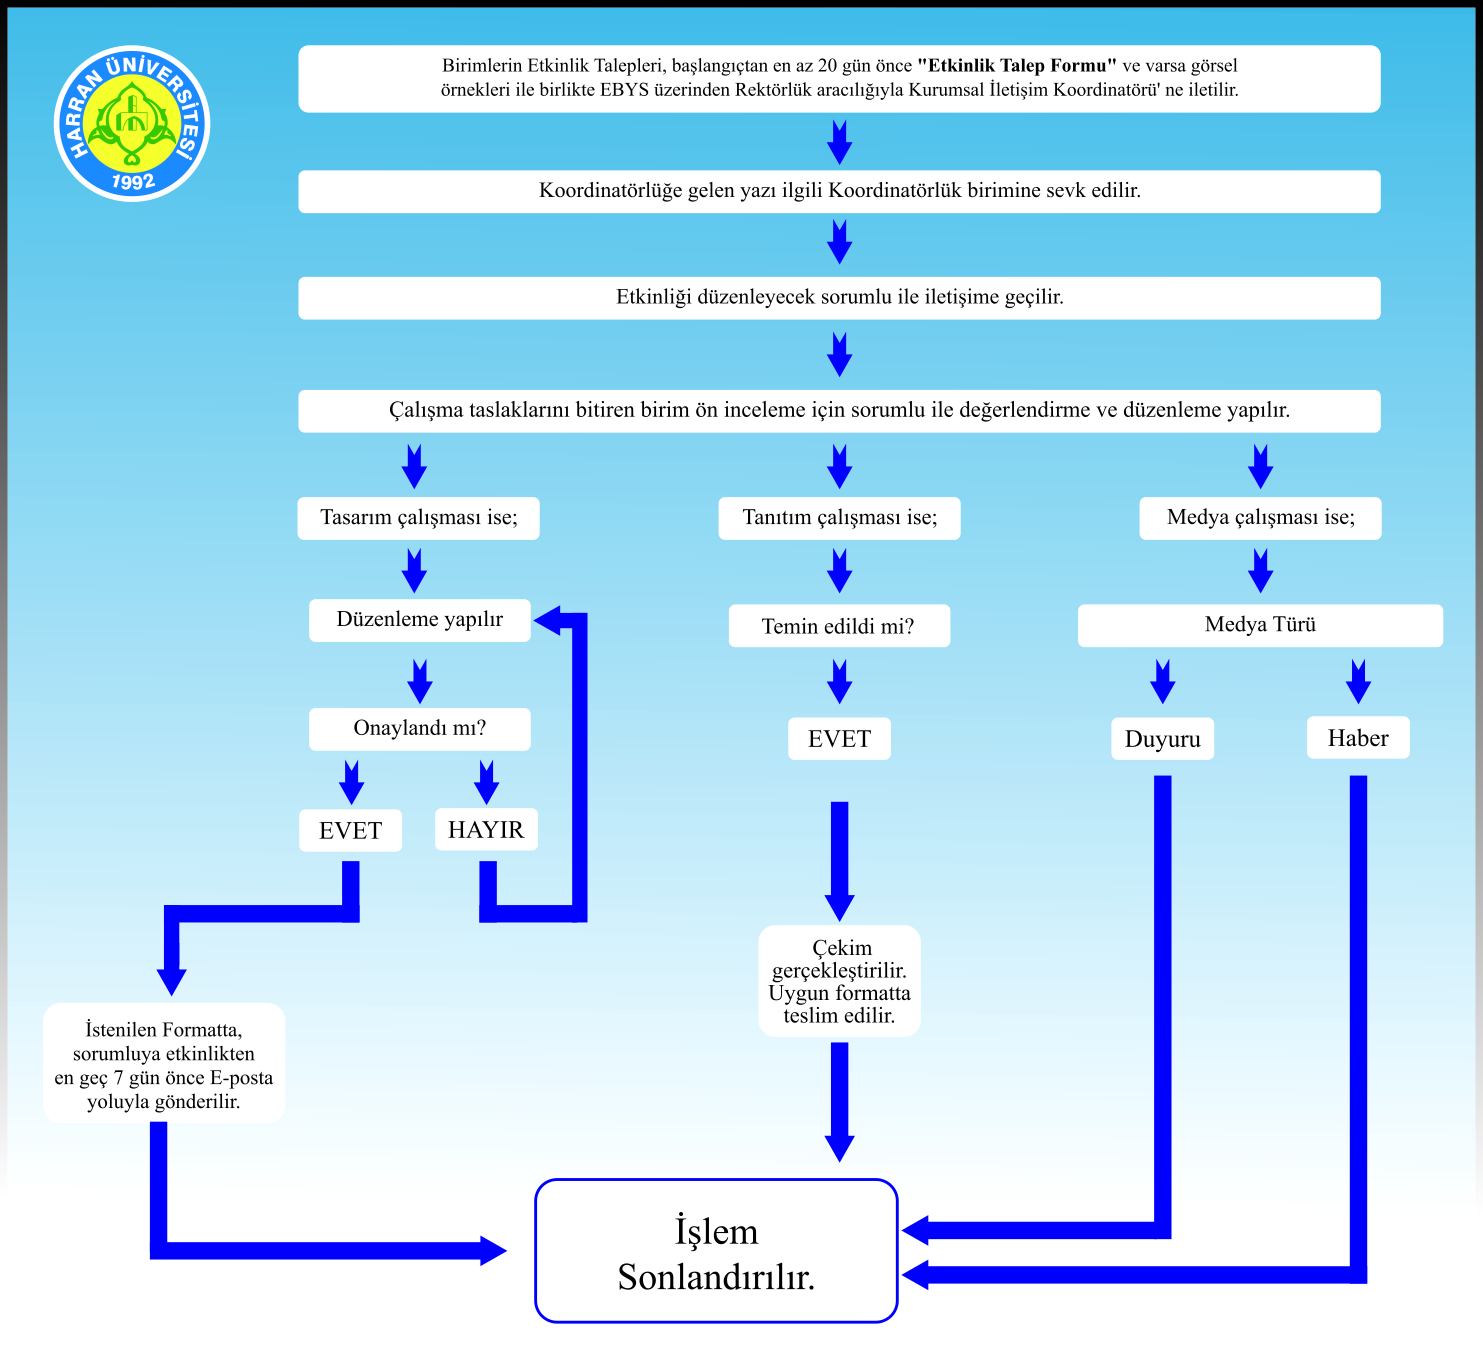 HARRAN ÜNİVERSİTESİ
1992
Birimlerin Etkinlik Talepleri, başlangıçtan en az 20 gün önce "Etkinlik Talep Formu" ve varsa görsel
örnekleri ile birlikte EBYS üzerinden Rektörlük aracılığıyla Kurumsal İletişim Koordinatörü' ne iletilir.
Koordinatörlüğe gelen yazı ilgili Koordinatörlük birimine sevk edilir.
Etkinliği düzenleyecek sorumlu ile iletişime geçilir.
Çalışma taslaklarını bitiren birim ön inceleme için sorumlu ile değerlendirme ve düzenleme yapılır.
Tasarım çalışması ise;
Tanıtım çalışması ise;
Medya çalışması ise;
Düzenleme yapılır
Temin edildi mi?
Medya Türü
Onaylandı mı?
EVET
Duyuru
Haber
EVET
HAYIR
Çekim
gerçekleştirilir.
Uygun formatta
teslim edilir.
İstenilen Formatta,
sorumluya etkinlikten
en geç 7 gün önce E-posta
yoluyla gönderilir.
İşlem
Sonlandırılır.